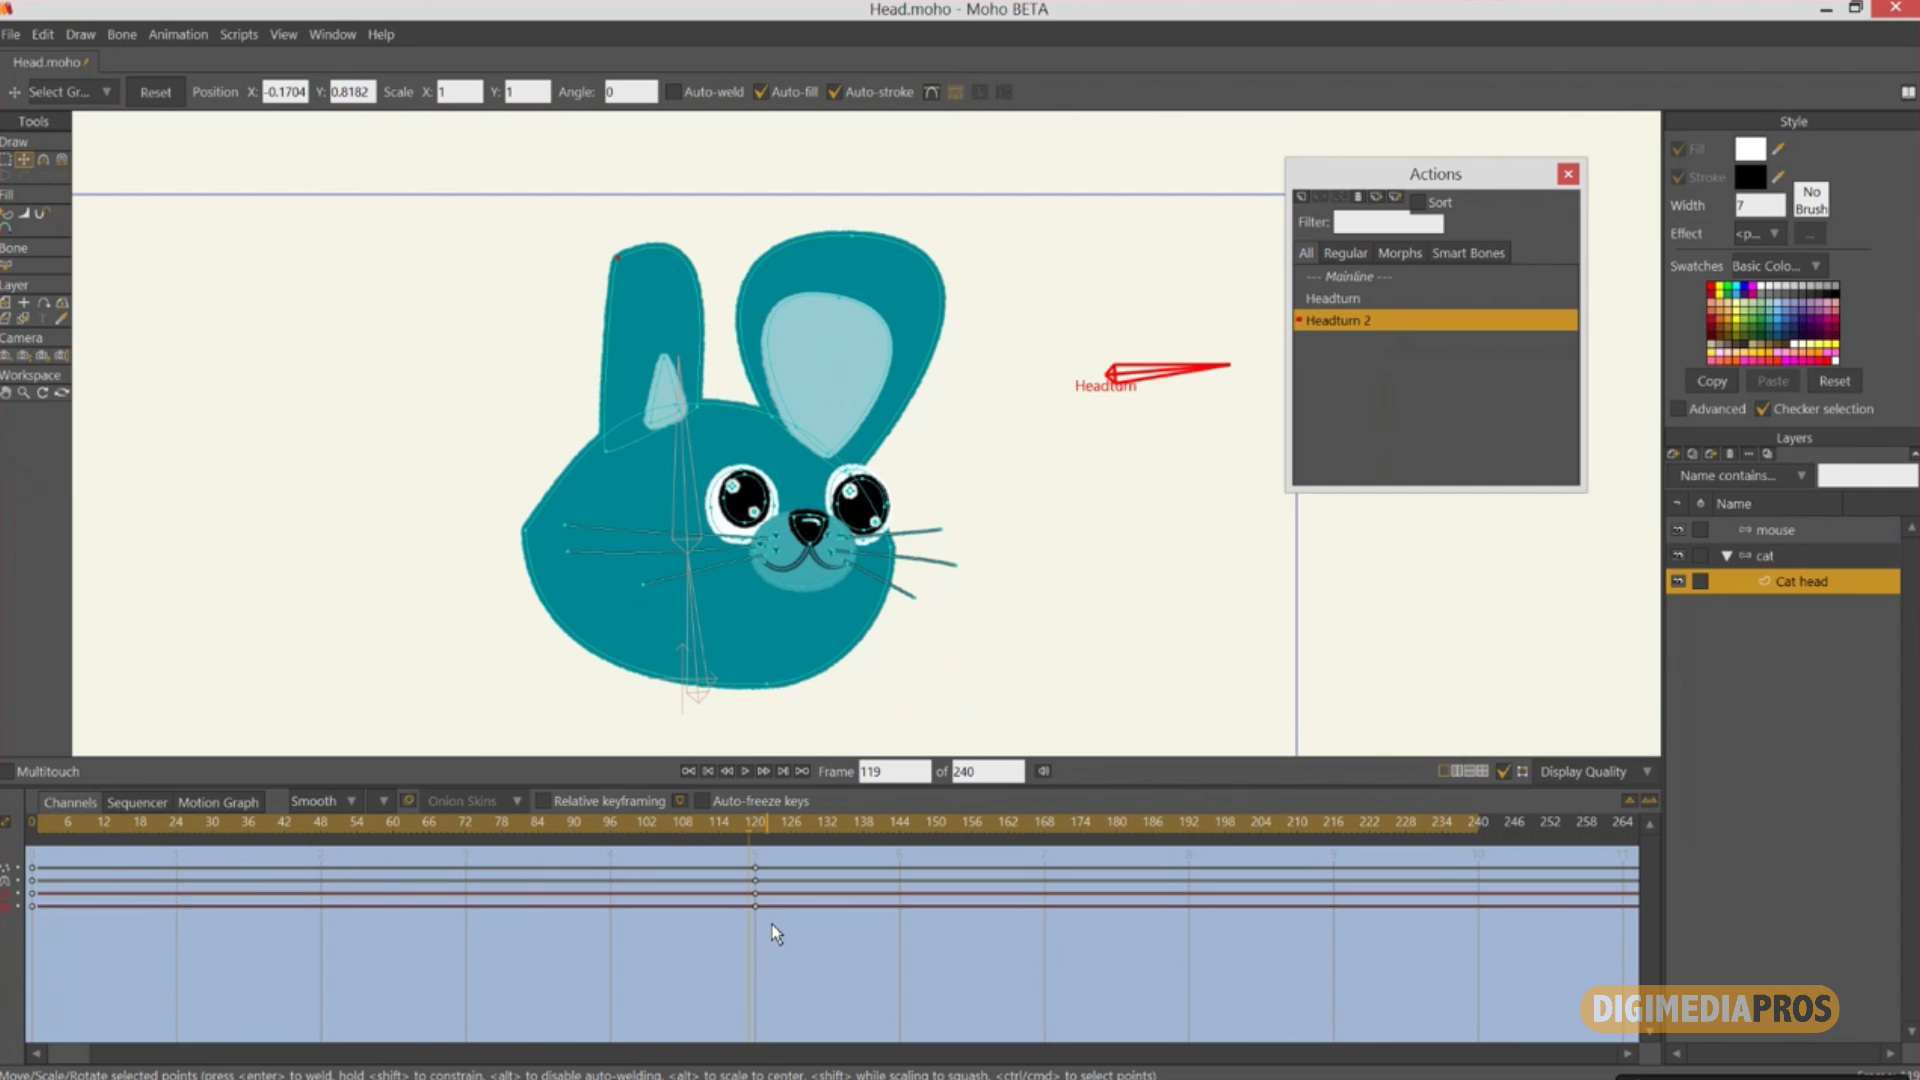 Head.moho - Moho BETA
File Edit Draw Bone Animation Scripts View Window Help
Head.moho
Select Gr... Reset Position X: -0.1704 Y: 0.8182 Scale X: 1 Y: 1 Angle: 0 Auto-weld Auto-fill Auto-stroke
Tools
Draw
Fill
Bone
Layer
Camera
Workspace
Headturn
Actions
Sort
Filter:
All Regular Morphs Smart Bones
--- Mainline ---
Headturn
Headturn 2
Style
Fill
Stroke
No Brush
Width 7
Effect <p... ...
Swatches Basic Colo...
Copy Paste Reset
Advanced Checker selection
Layers
Name contains...
Name
mouse
cat
Cat head
Multitouch Frame 119 of 240 Display Quality
Channels Sequencer Motion Graph Smooth Onion Skins Relative keyframing Auto-freeze keys
0 6 12 18 24 30 36 42 48 54 60 66 72 78 84 90 96 102 108 114 120 126 132 138 144 150 156 162 168 174 180 186 192 198 204 210 216 222 228 234 240 246 252 258 264
DIGIMEDIAPROS
Move/Scale/Rotate selected points (press <enter> to weld, hold <shift> to constrain, <alt> to disable auto-welding, <alt> to scale to center, <shift> while scaling to squash, <ctrl/cmd> to select points)